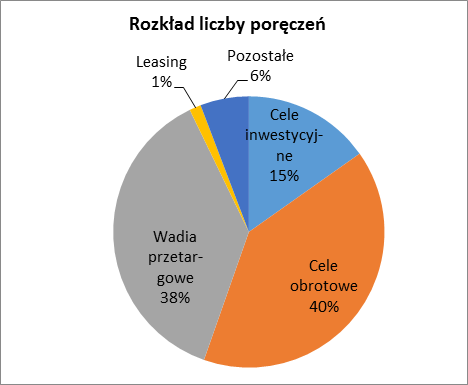 Rozkład liczby poręczeń
Leasing
1%
Pozostałe
6%
Cele
inwestycyj-
ne
15%
Wadia
przetar-
gowe
38%
Cele
obrotowe
40%